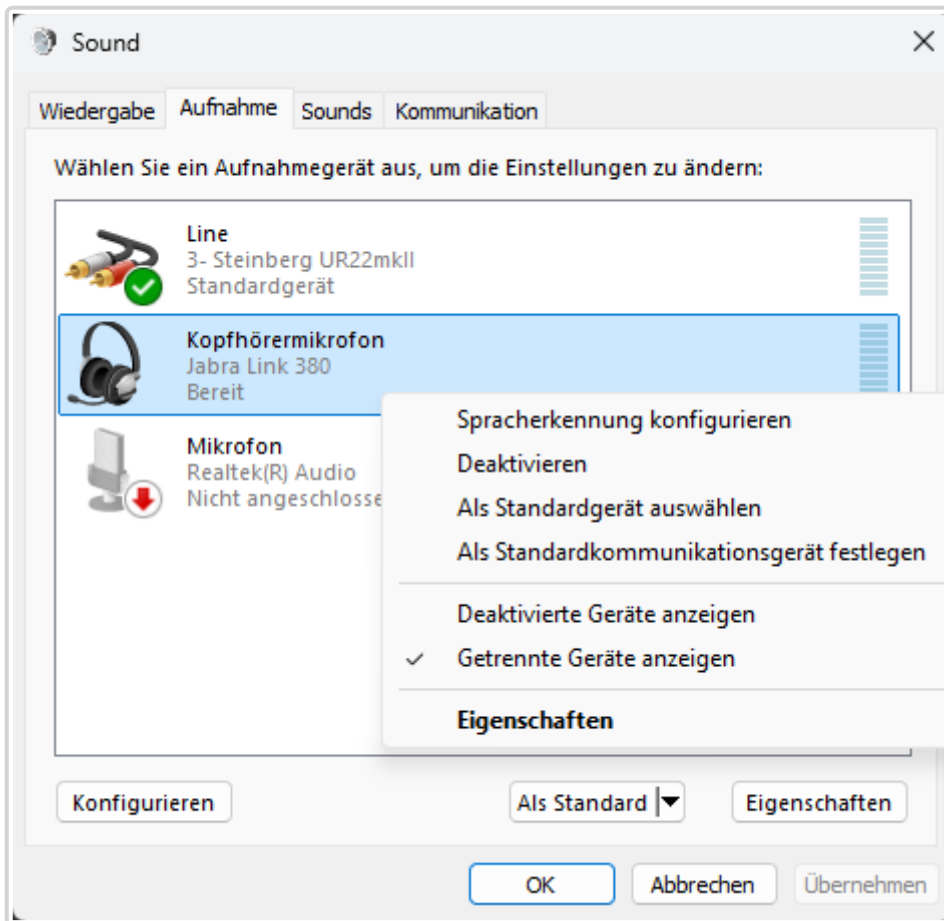 Sound
Wiedergabe Aufnahme Sounds Kommunikation
Wählen Sie ein Aufnahmegerät aus, um die Einstellungen zu ändern:
Line
3- Steinberg UR22mkII
Standardgerät
Kopfhörermikrofon
Jabra Link 380
Bereit
Mikrofon
Realtek(R) Audio
Nicht angeschlosse
Spracherkennung konfigurieren
Deaktivieren
Als Standardgerät auswählen
Als Standardkommunikationsgerät festlegen
Deaktivierte Geräte anzeigen
Getrennte Geräte anzeigen
Eigenschaften
Konfigurieren Als Standard Eigenschaften
OK Abbrechen Übernehmen